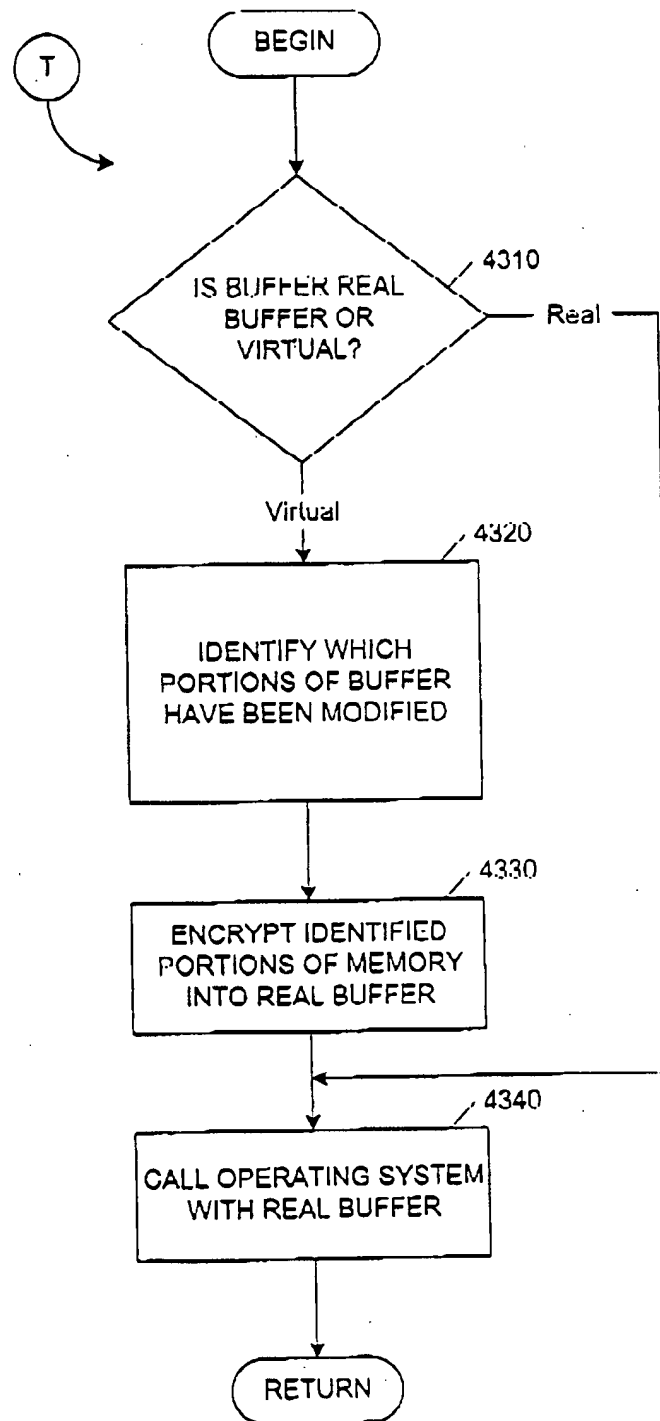 T
BEGIN
4310
IS BUFFER REAL
BUFFER OR
VIRTUAL?
Real
Virtual
4320
IDENTIFY WHICH
PORTIONS OF BUFFER
HAVE BEEN MODIFIED
4330
ENCRYPT IDENTIFIED
PORTIONS OF MEMORY
INTO REAL BUFFER
4340
CALL OPERATING SYSTEM
WITH REAL BUFFER
RETURN